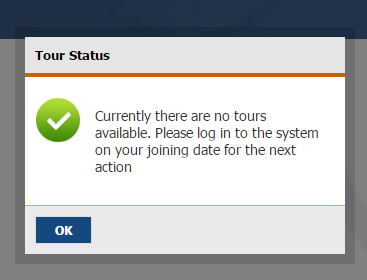 Tour Status
Currently there are no tours
available. Please log in to the system
on your joining date for the next
action
OK